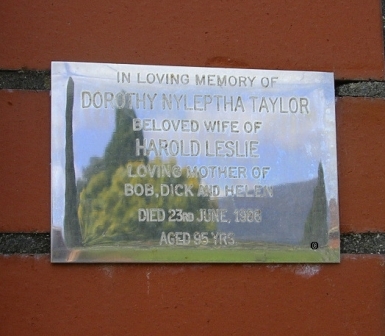 IN LOVING MEMORY OF
DOROTHY NYLEPTHA TAYLOR
BELOVED WIFE OF
HAROLD LESLIE
LOVING MOTHER OF
BOB, DICK AND HELEN
DIED 23RD JUNE,
AGED 95 YRS.